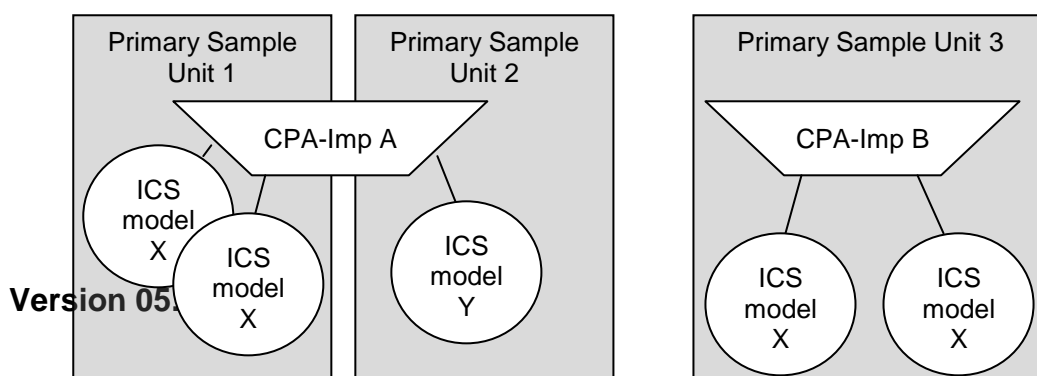 Primary Sample
Unit 1
Primary Sample
Unit 2
Primary Sample Unit 3
CPA-Imp A
CPA-Imp B
ICS
model
X
ICS
model
X
ICS
model
Y
ICS
model
X
ICS
model
X
Version 05.